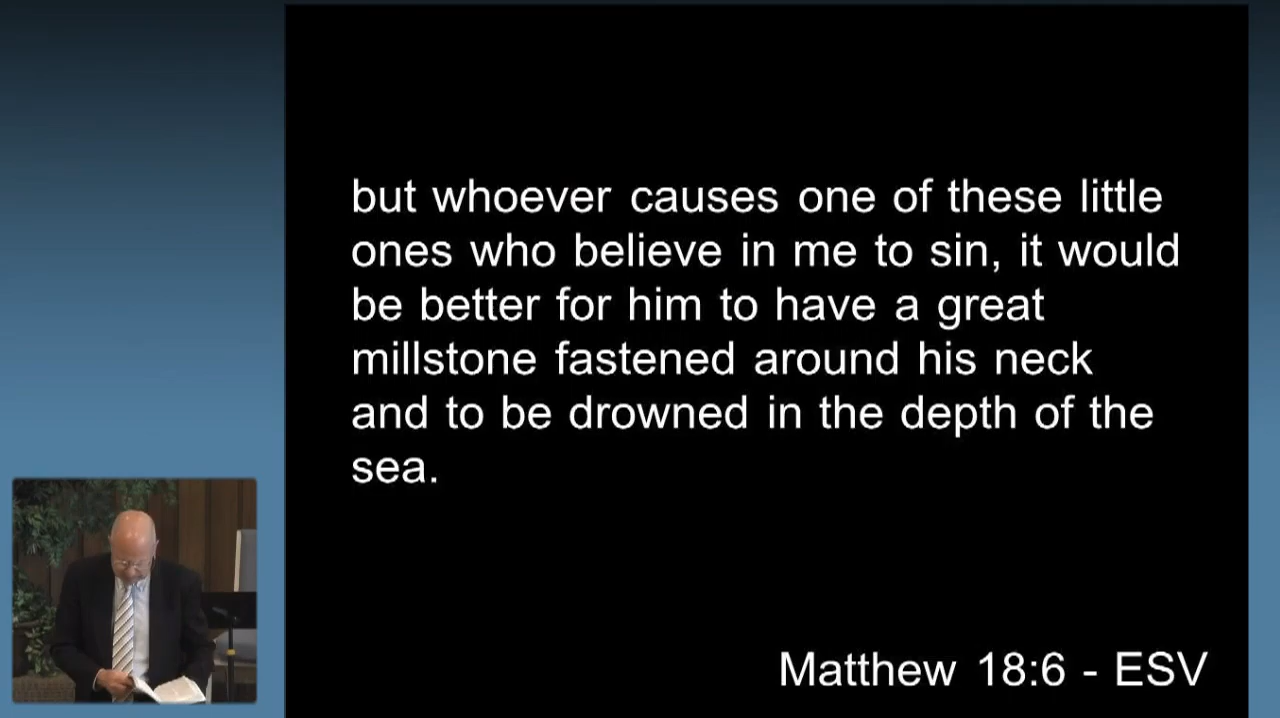 but whoever causes one of these little
ones who believe in me to sin, it would
be better for him to have a great
millstone fastened around his neck
and to be drowned in the depth of the
sea.
Matthew 18:6 - ESV